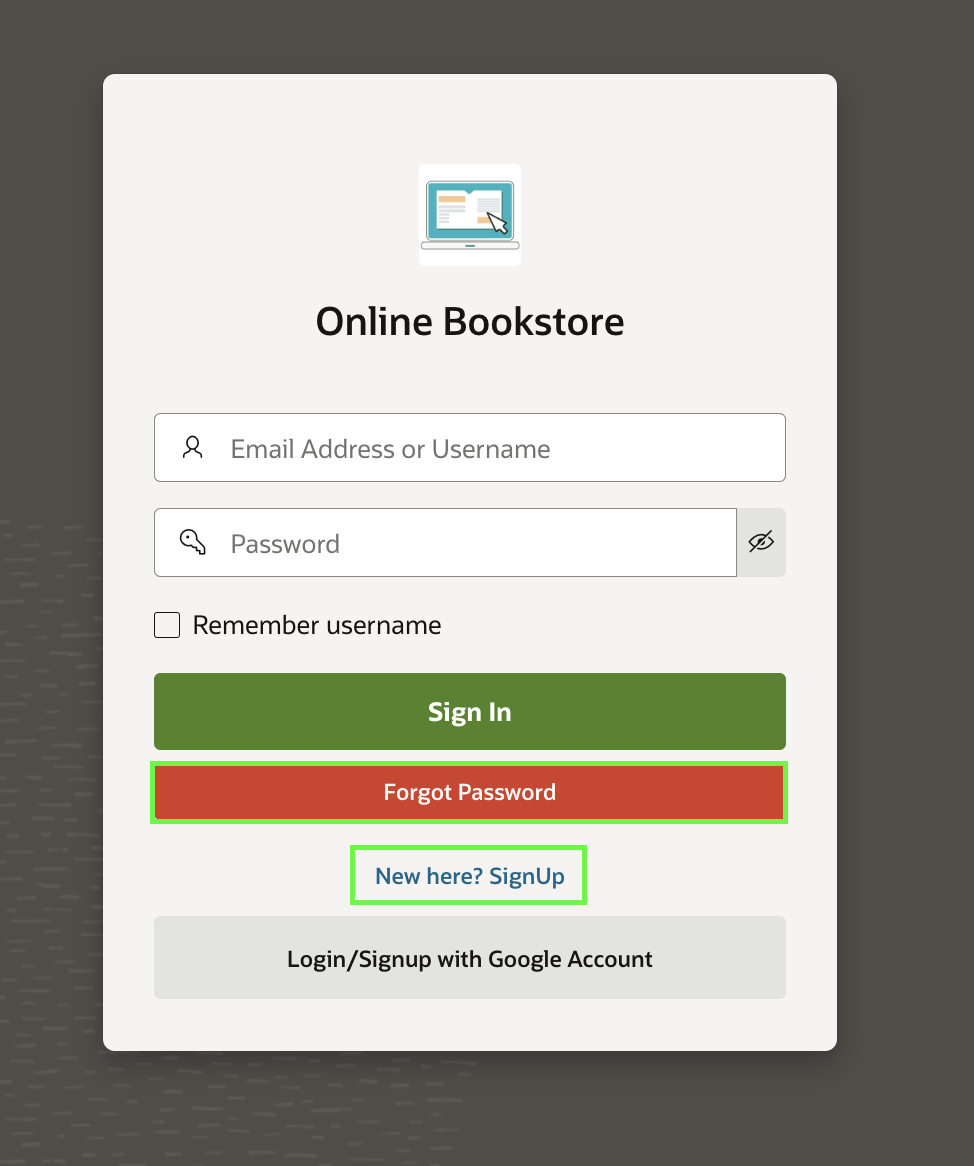 Online Bookstore
Email Address or Username
Password
Remember username
Sign In
Forgot Password
New here? SignUp
Login/Signup with Google Account